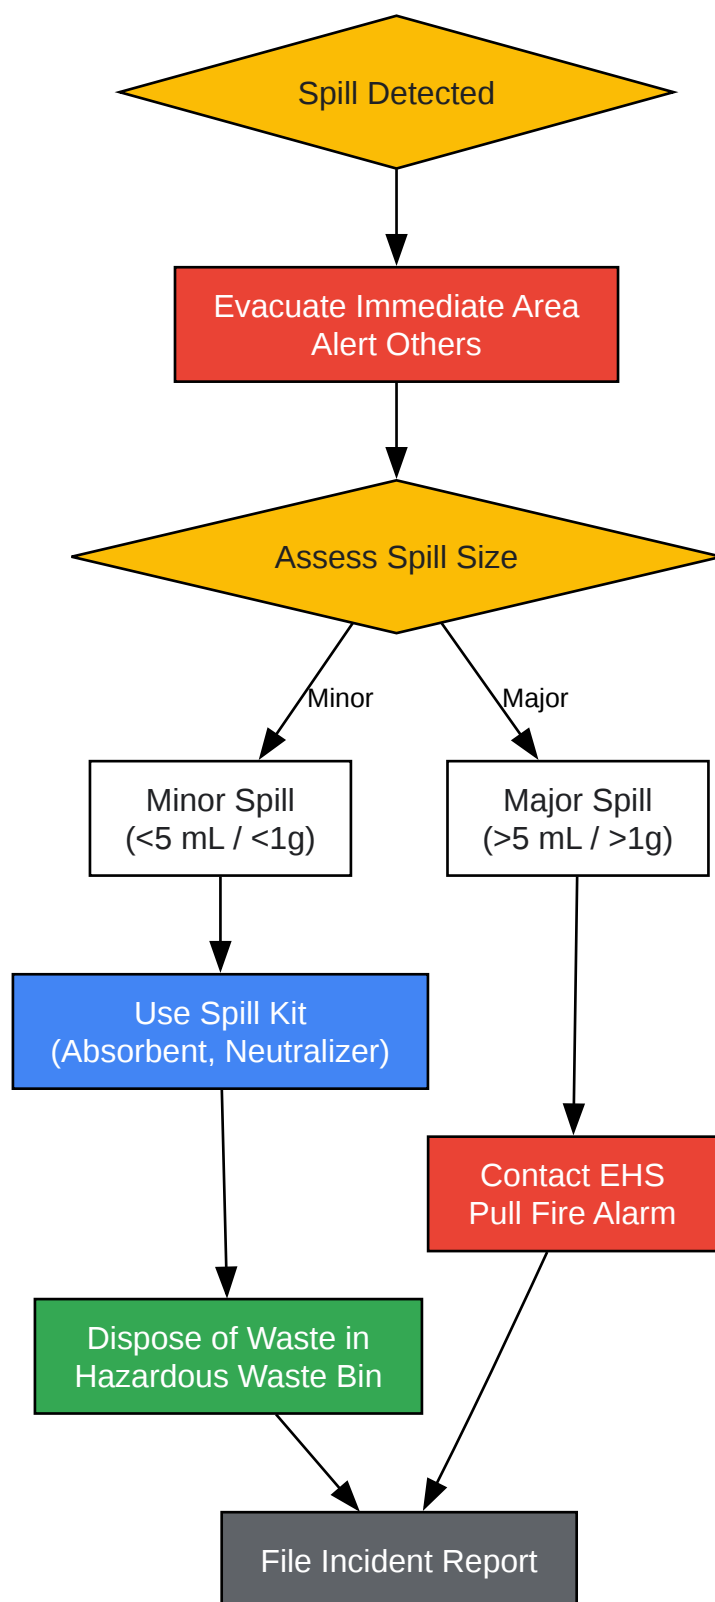 Spill Detected
Evacuate Immediate Area
Alert Others
Assess Spill Size
Minor
Major
Minor Spill
(<5 mL / <1g)
Major Spill
(>5 mL / >1g)
Use Spill Kit
(Absorbent, Neutralizer)
Contact EHS
Pull Fire Alarm
Dispose of Waste in
Hazardous Waste Bin
File Incident Report